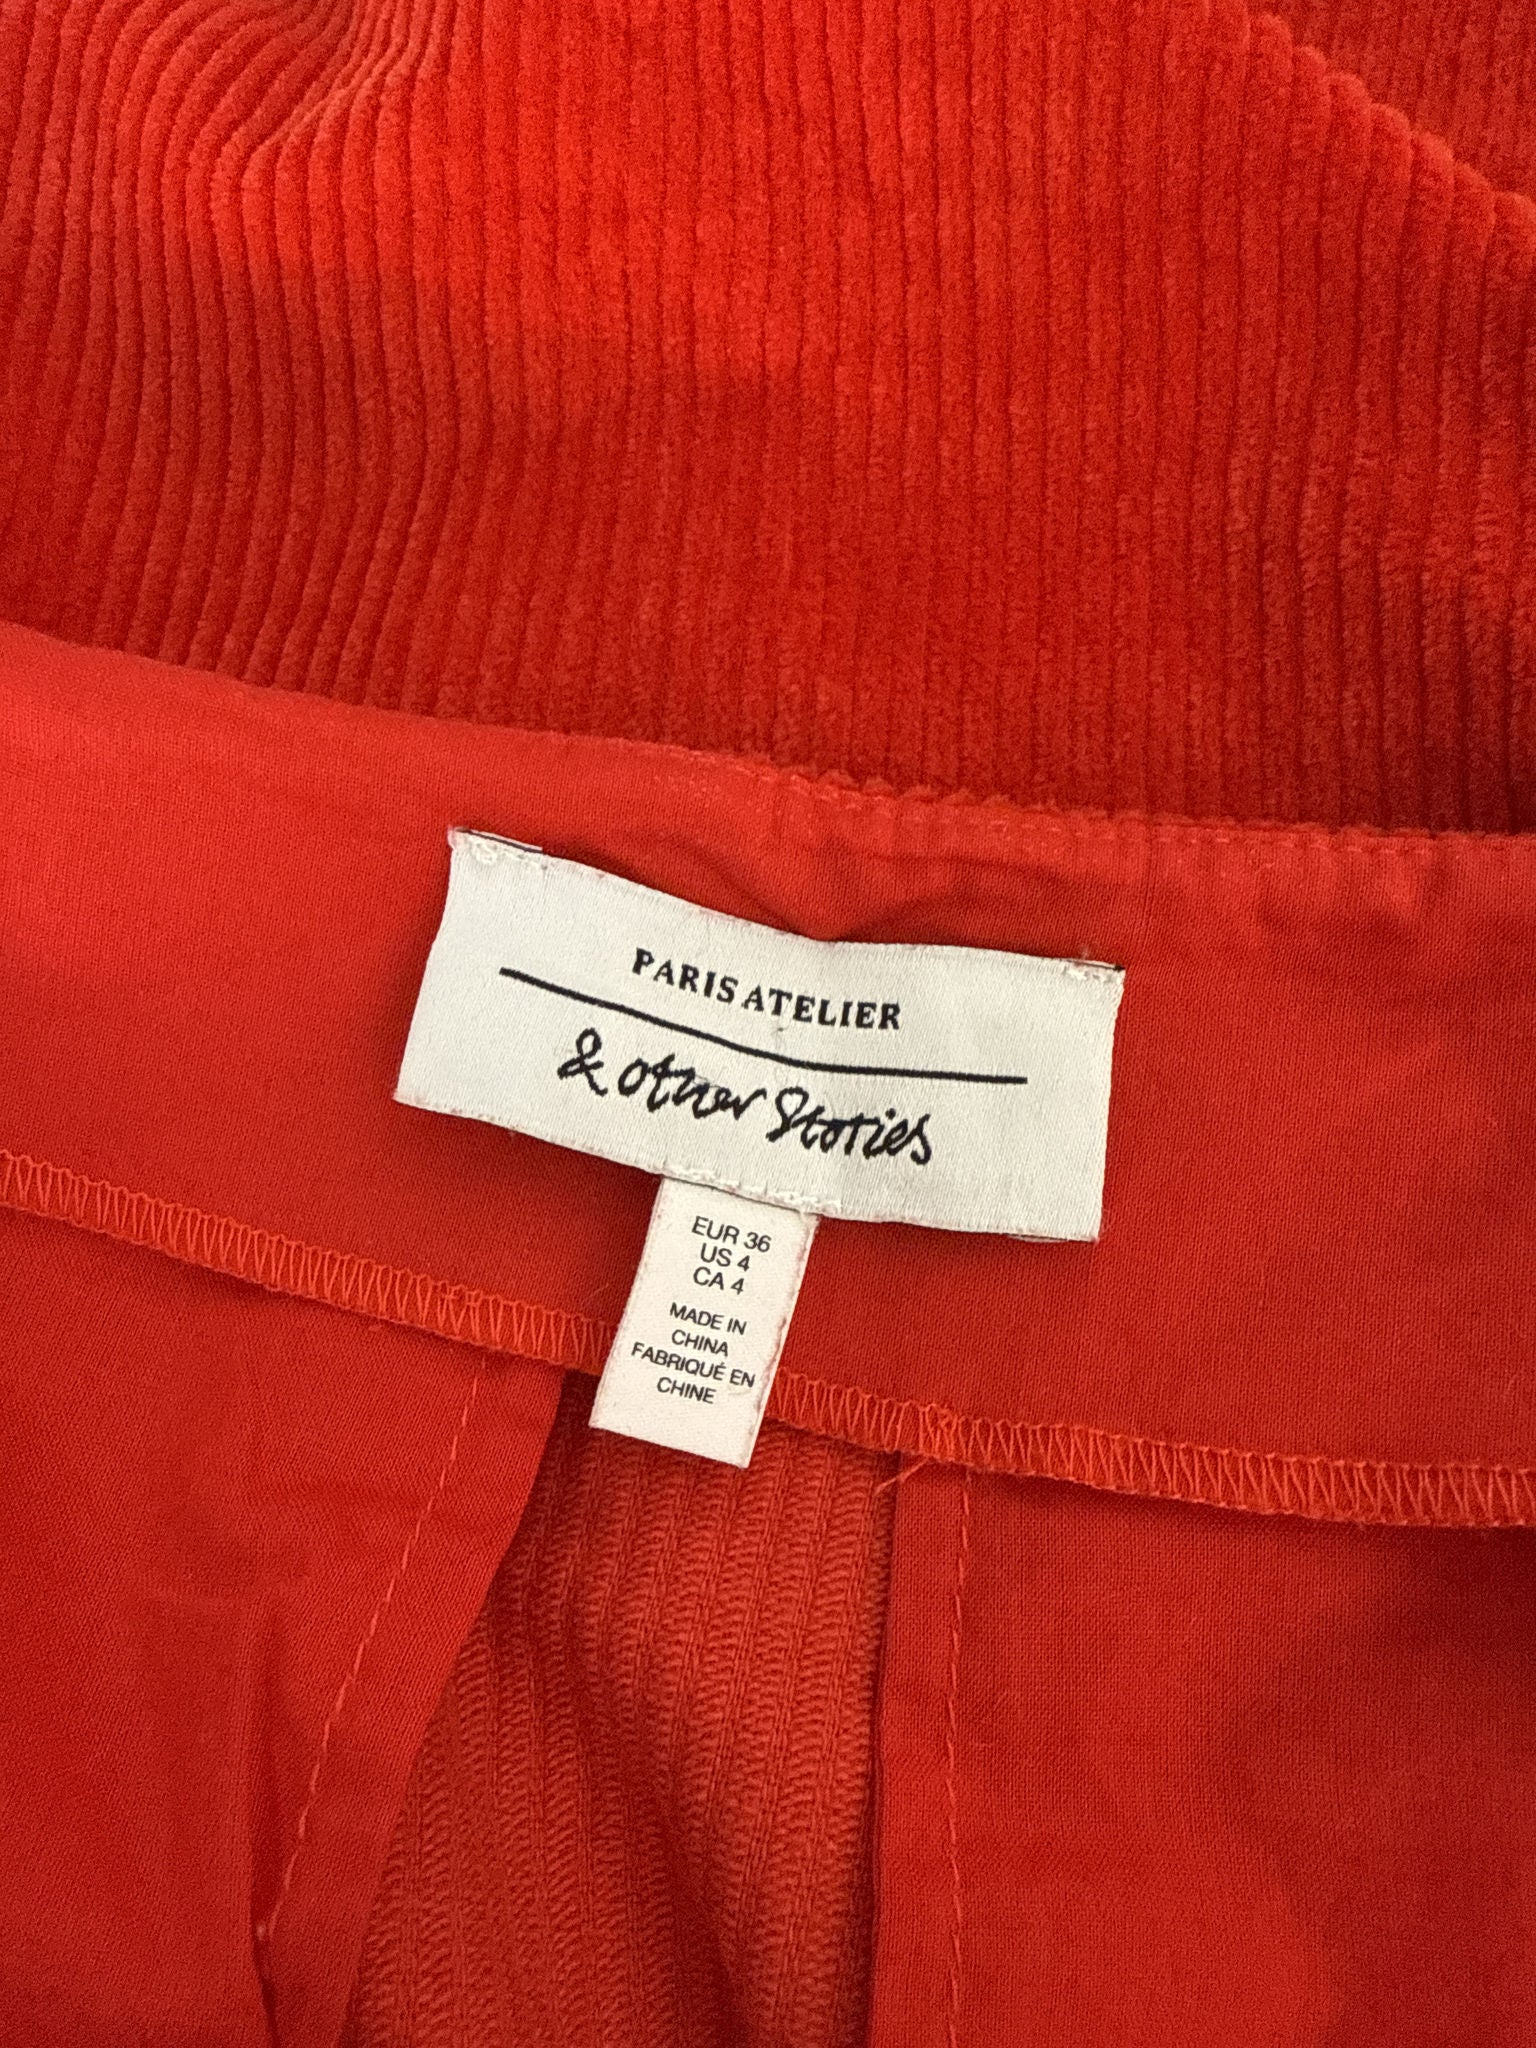 PARIS ATELIER
& other Stories
EUR 36
US 4
CA 4
MADE IN
CHINA
FABRIQUÉ EN
CHINE